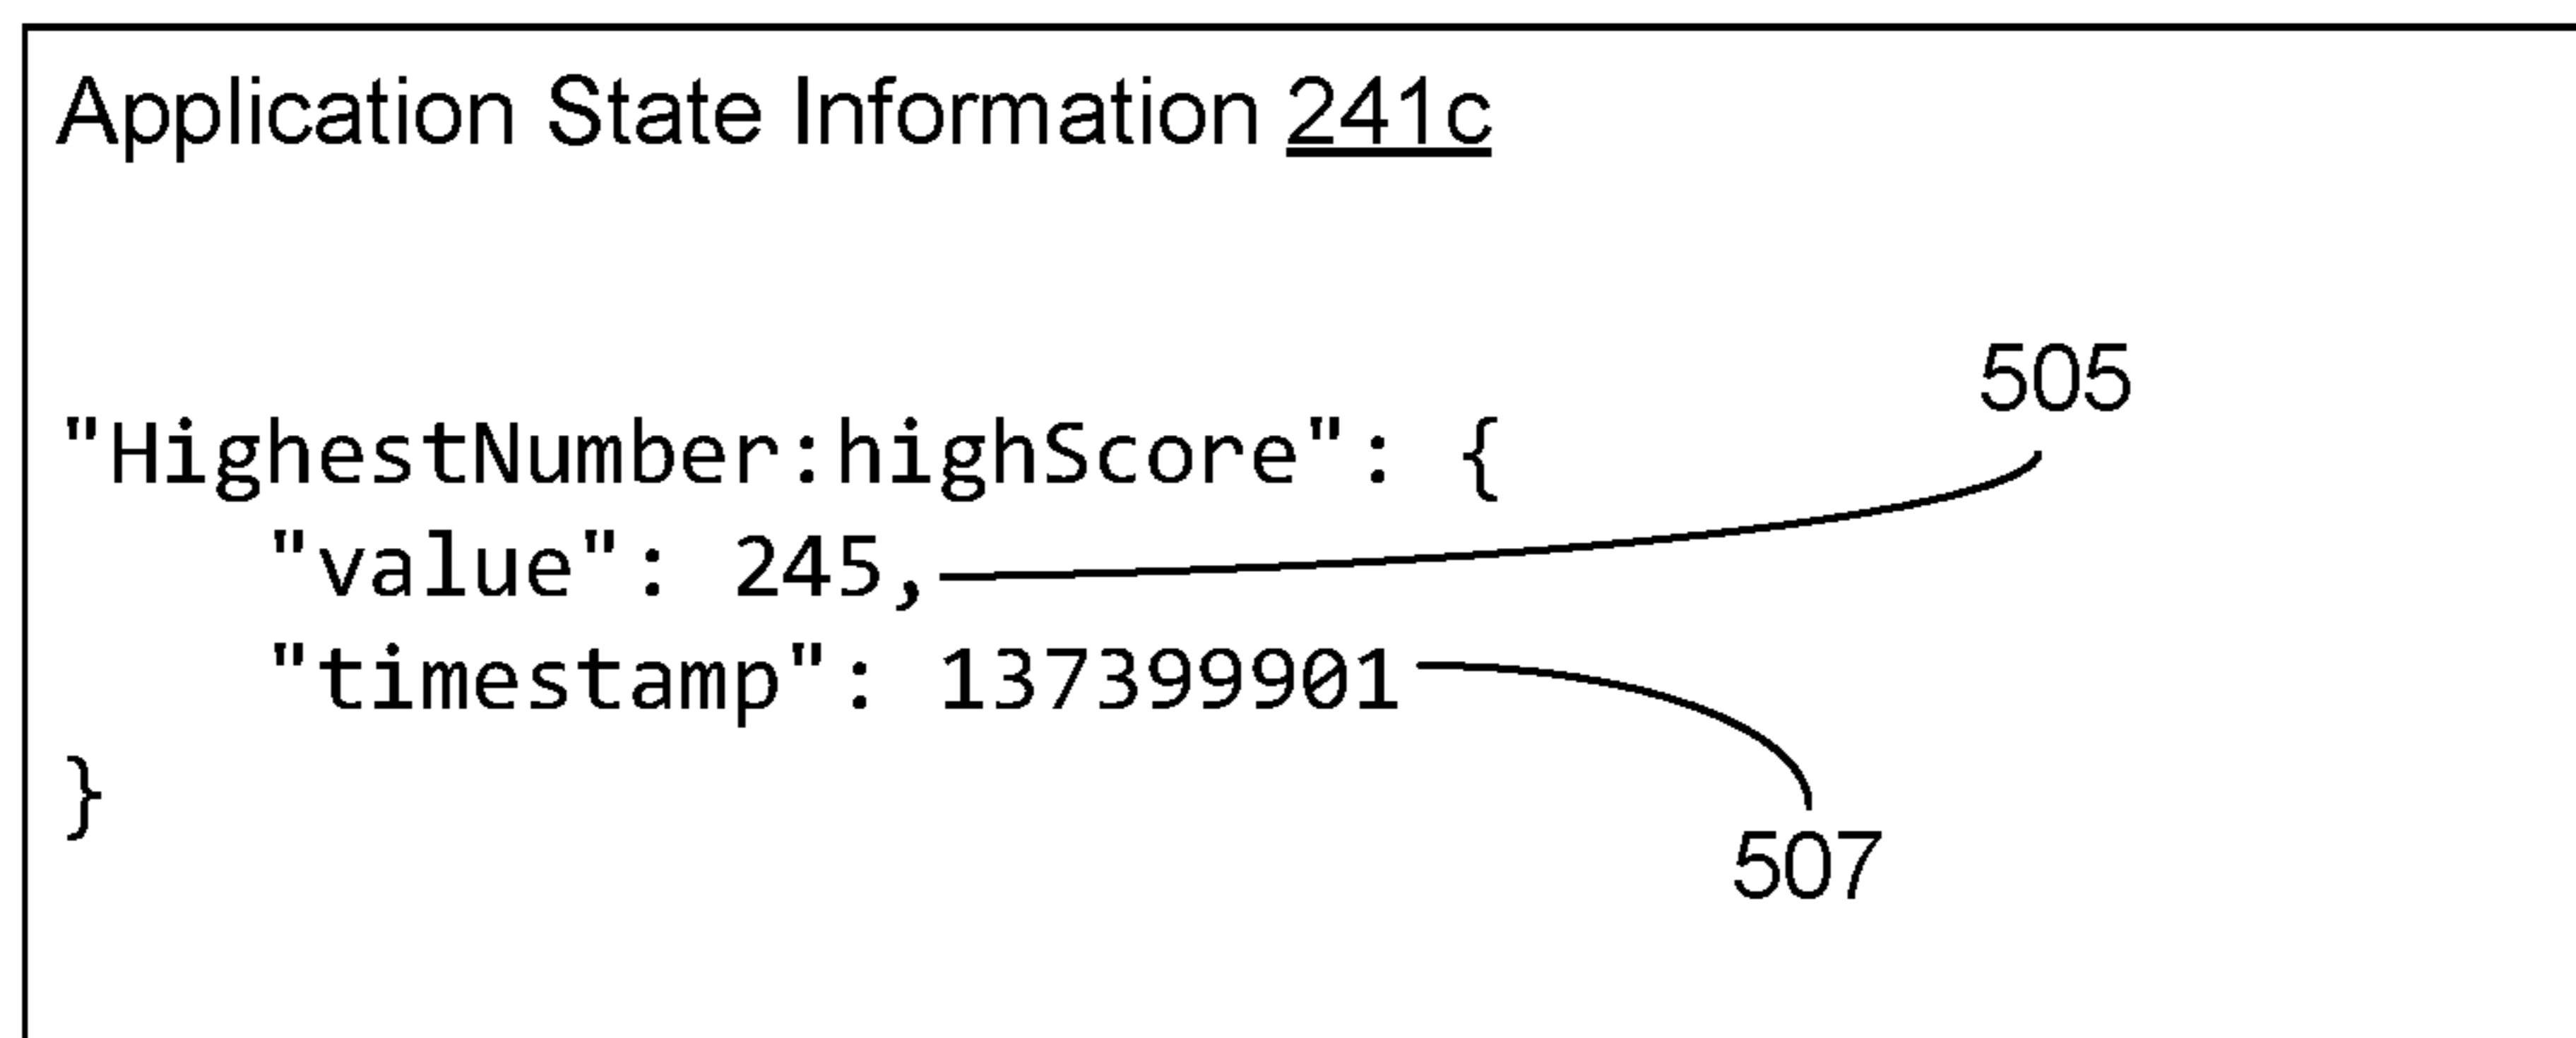 Application State Information 241c
505
"HighestNumber:highScore": {
"value": 245,
"timestamp": 137399901
}
507